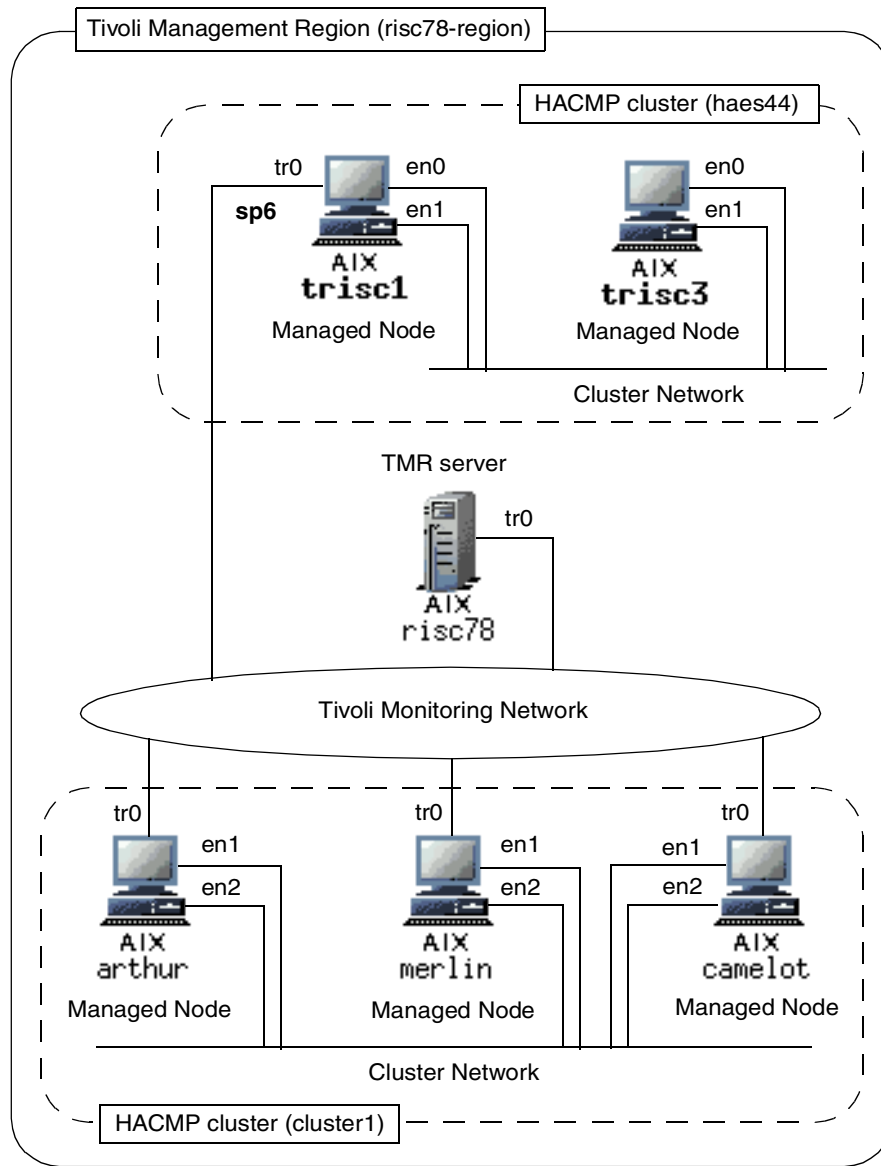 Tivoli Management Region (risc78-region)
HACMP cluster (haes44)
tr0
en0
en0
sp6
en1
en1
AIX
AIX
trisc1
trisc3
Managed Node
Managed Node
Cluster Network
TMR server
tr0
AIX
risc78
Tivoli Monitoring Network
tr0
tr0
tr0
en1
en1
en1
en2
en2
en2
AIX
AIX
AIX
arthur
merlin
camelot
Managed Node
Managed Node
Managed Node
Cluster Network
HACMP cluster (cluster1)